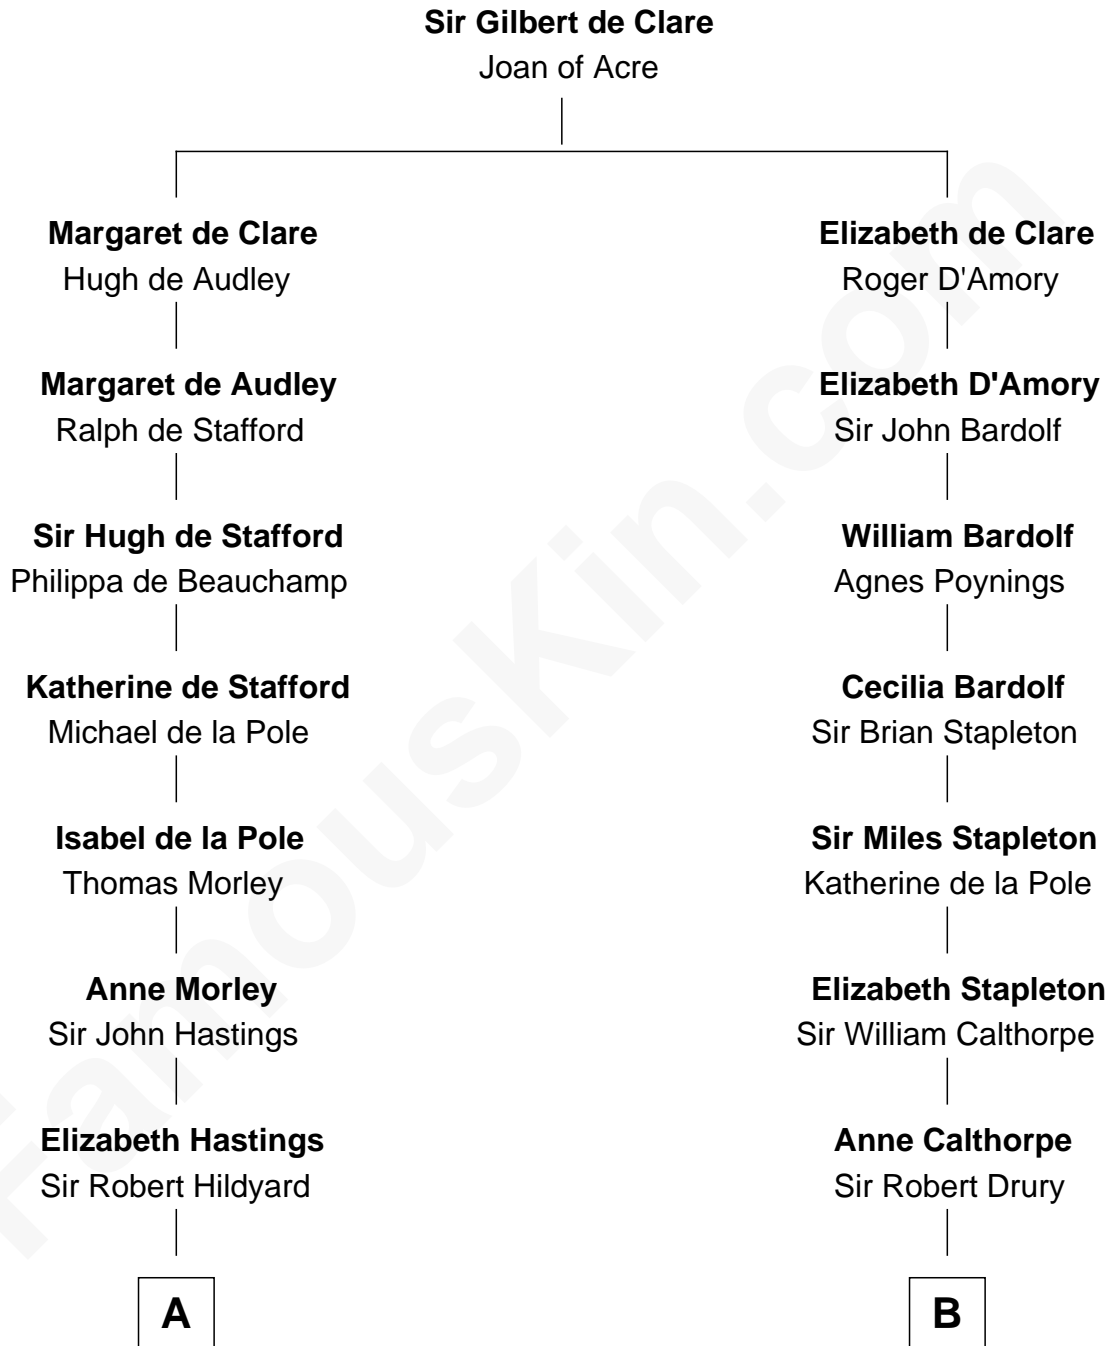 Sir Gilbert de Clare
Joan of Acre
Margaret de Clare
Hugh de Audley
Elizabeth de Clare
Roger D'Amory
Margaret de Audley
Ralph de Stafford
Elizabeth D'Amory
Sir John Bardolf
Sir Hugh de Stafford
Philippa de Beauchamp
William Bardolf
Agnes Poynings
Katherine de Stafford
Michael de la Pole
Cecilia Bardolf
Sir Brian Stapleton
Isabel de la Pole
Thomas Morley
Sir Miles Stapleton
Katherine de la Pole
Anne Morley
Sir John Hastings
Elizabeth Stapleton
Sir William Calthorpe
Elizabeth Hastings
Sir Robert Hildyard
Anne Calthorpe
Sir Robert Drury
A
B
FamousKin.com